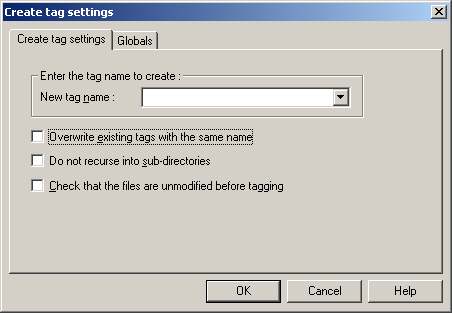 Create tag settings
Create tag settings Globals
Enter the tag name to create :
New tag name :
Overwrite existing tags with the same name
Do not recurse into sub-directories
Check that the files are unmodified before tagging
OK Cancel Help